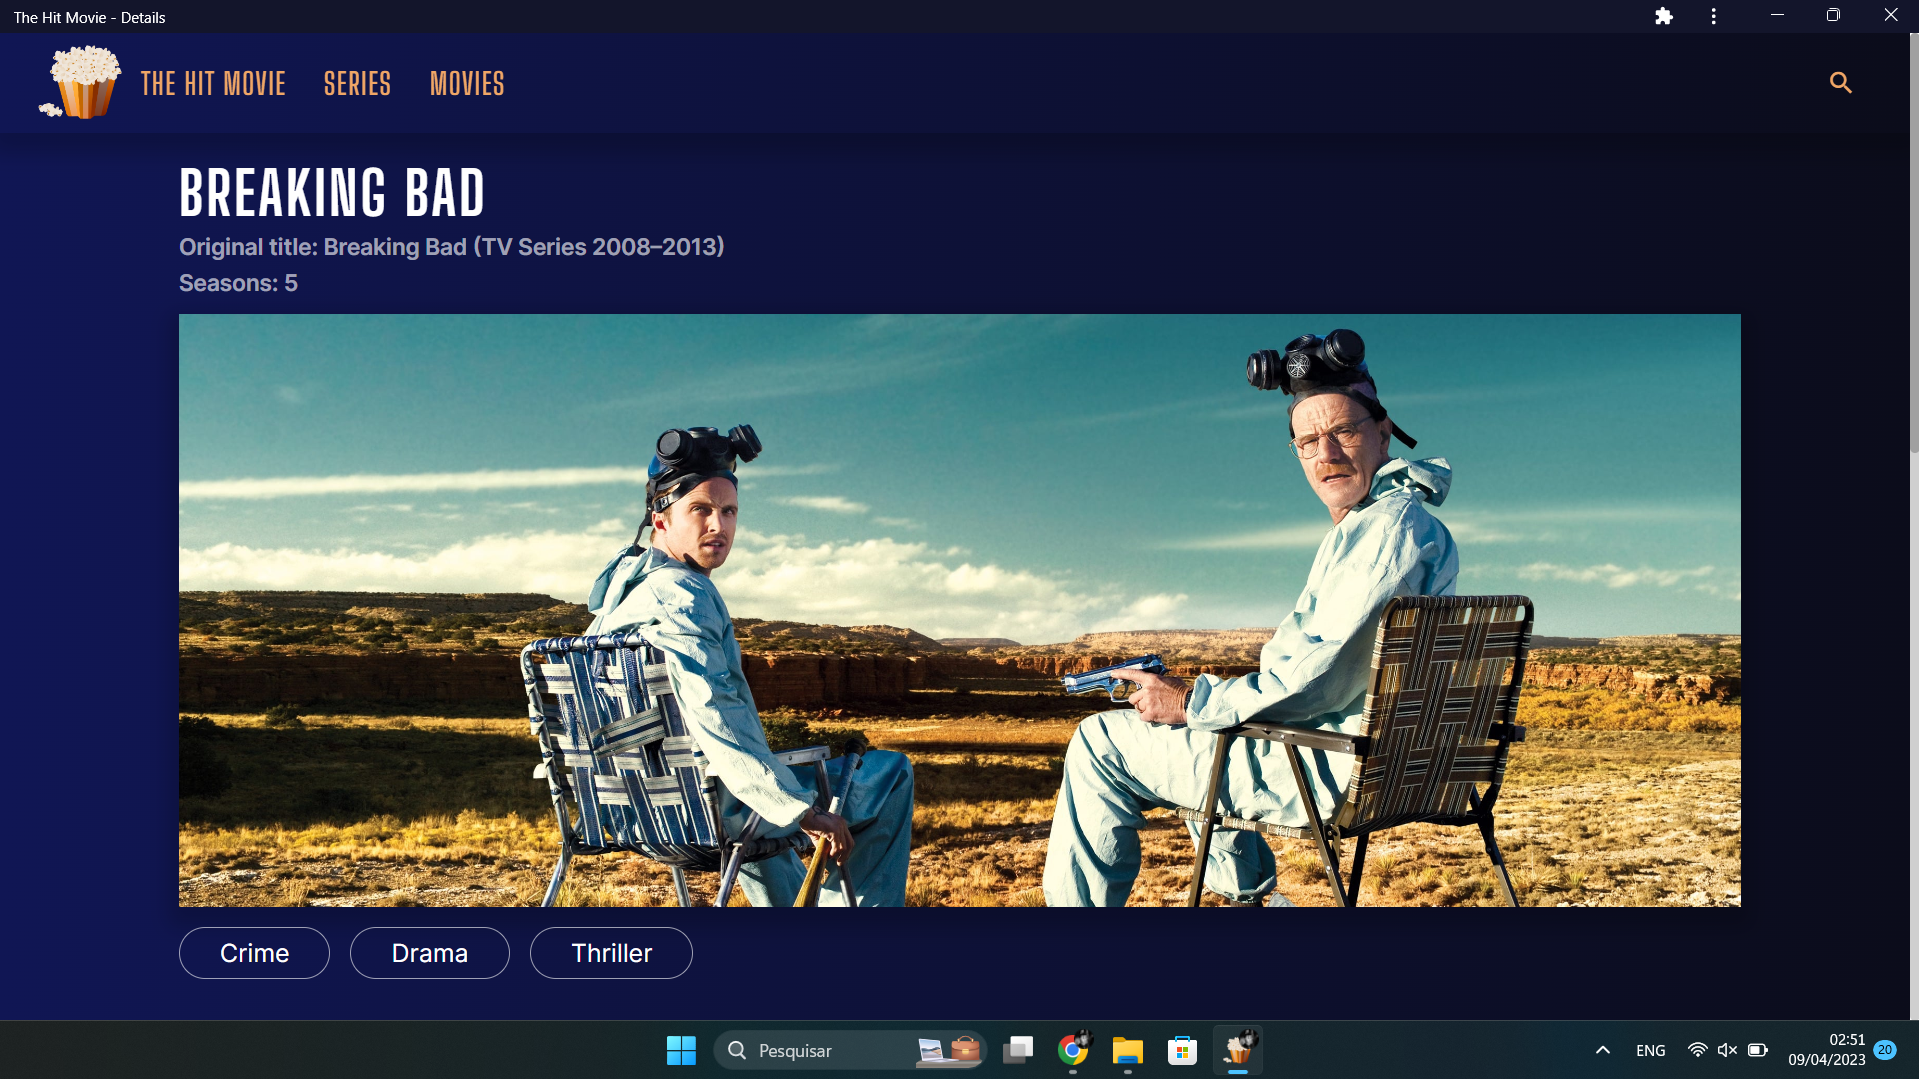 The Hit Movie - Details
THE HIT MOVIE SERIES MOVIES
BREAKING BAD
Original title: Breaking Bad (TV Series 2008–2013)
Seasons: 5
Crime Drama Thriller
Pesquisar
ENG
02:51
09/04/2023
20